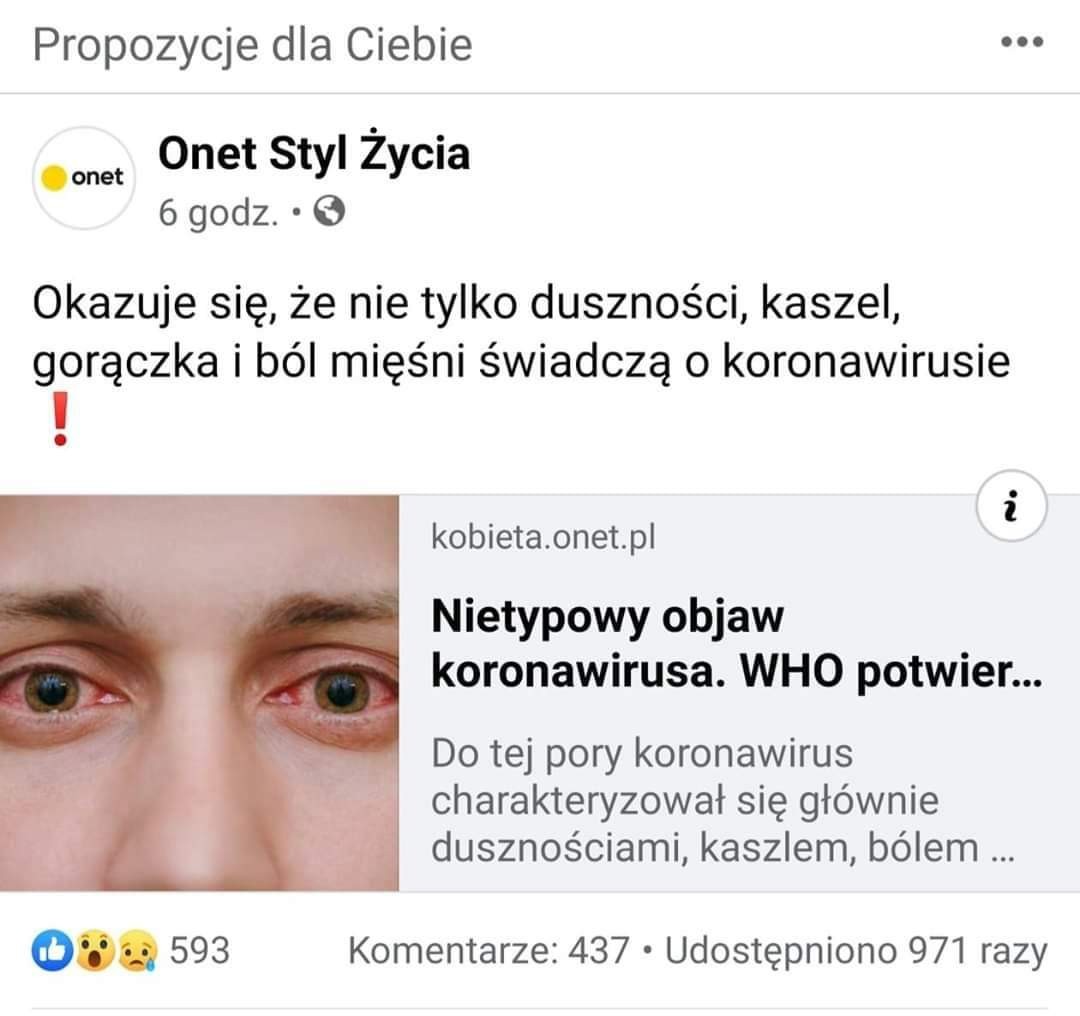 Propozycje dla Ciebie
onet
Onet Styl Życia
6 godz. •
Okazuje się, że nie tylko duszności, kaszel,
gorączka i ból mięśni świadczą o koronawirusie
❗
i
kobieta.onet.pl
Nietypowy objaw
koronawirusa. WHO potwier...
Do tej pory koronawirus
charakteryzował się głównie
dusznościami, kaszlem, bólem ...
593
Komentarze: 437 • Udostępniono 971 razy